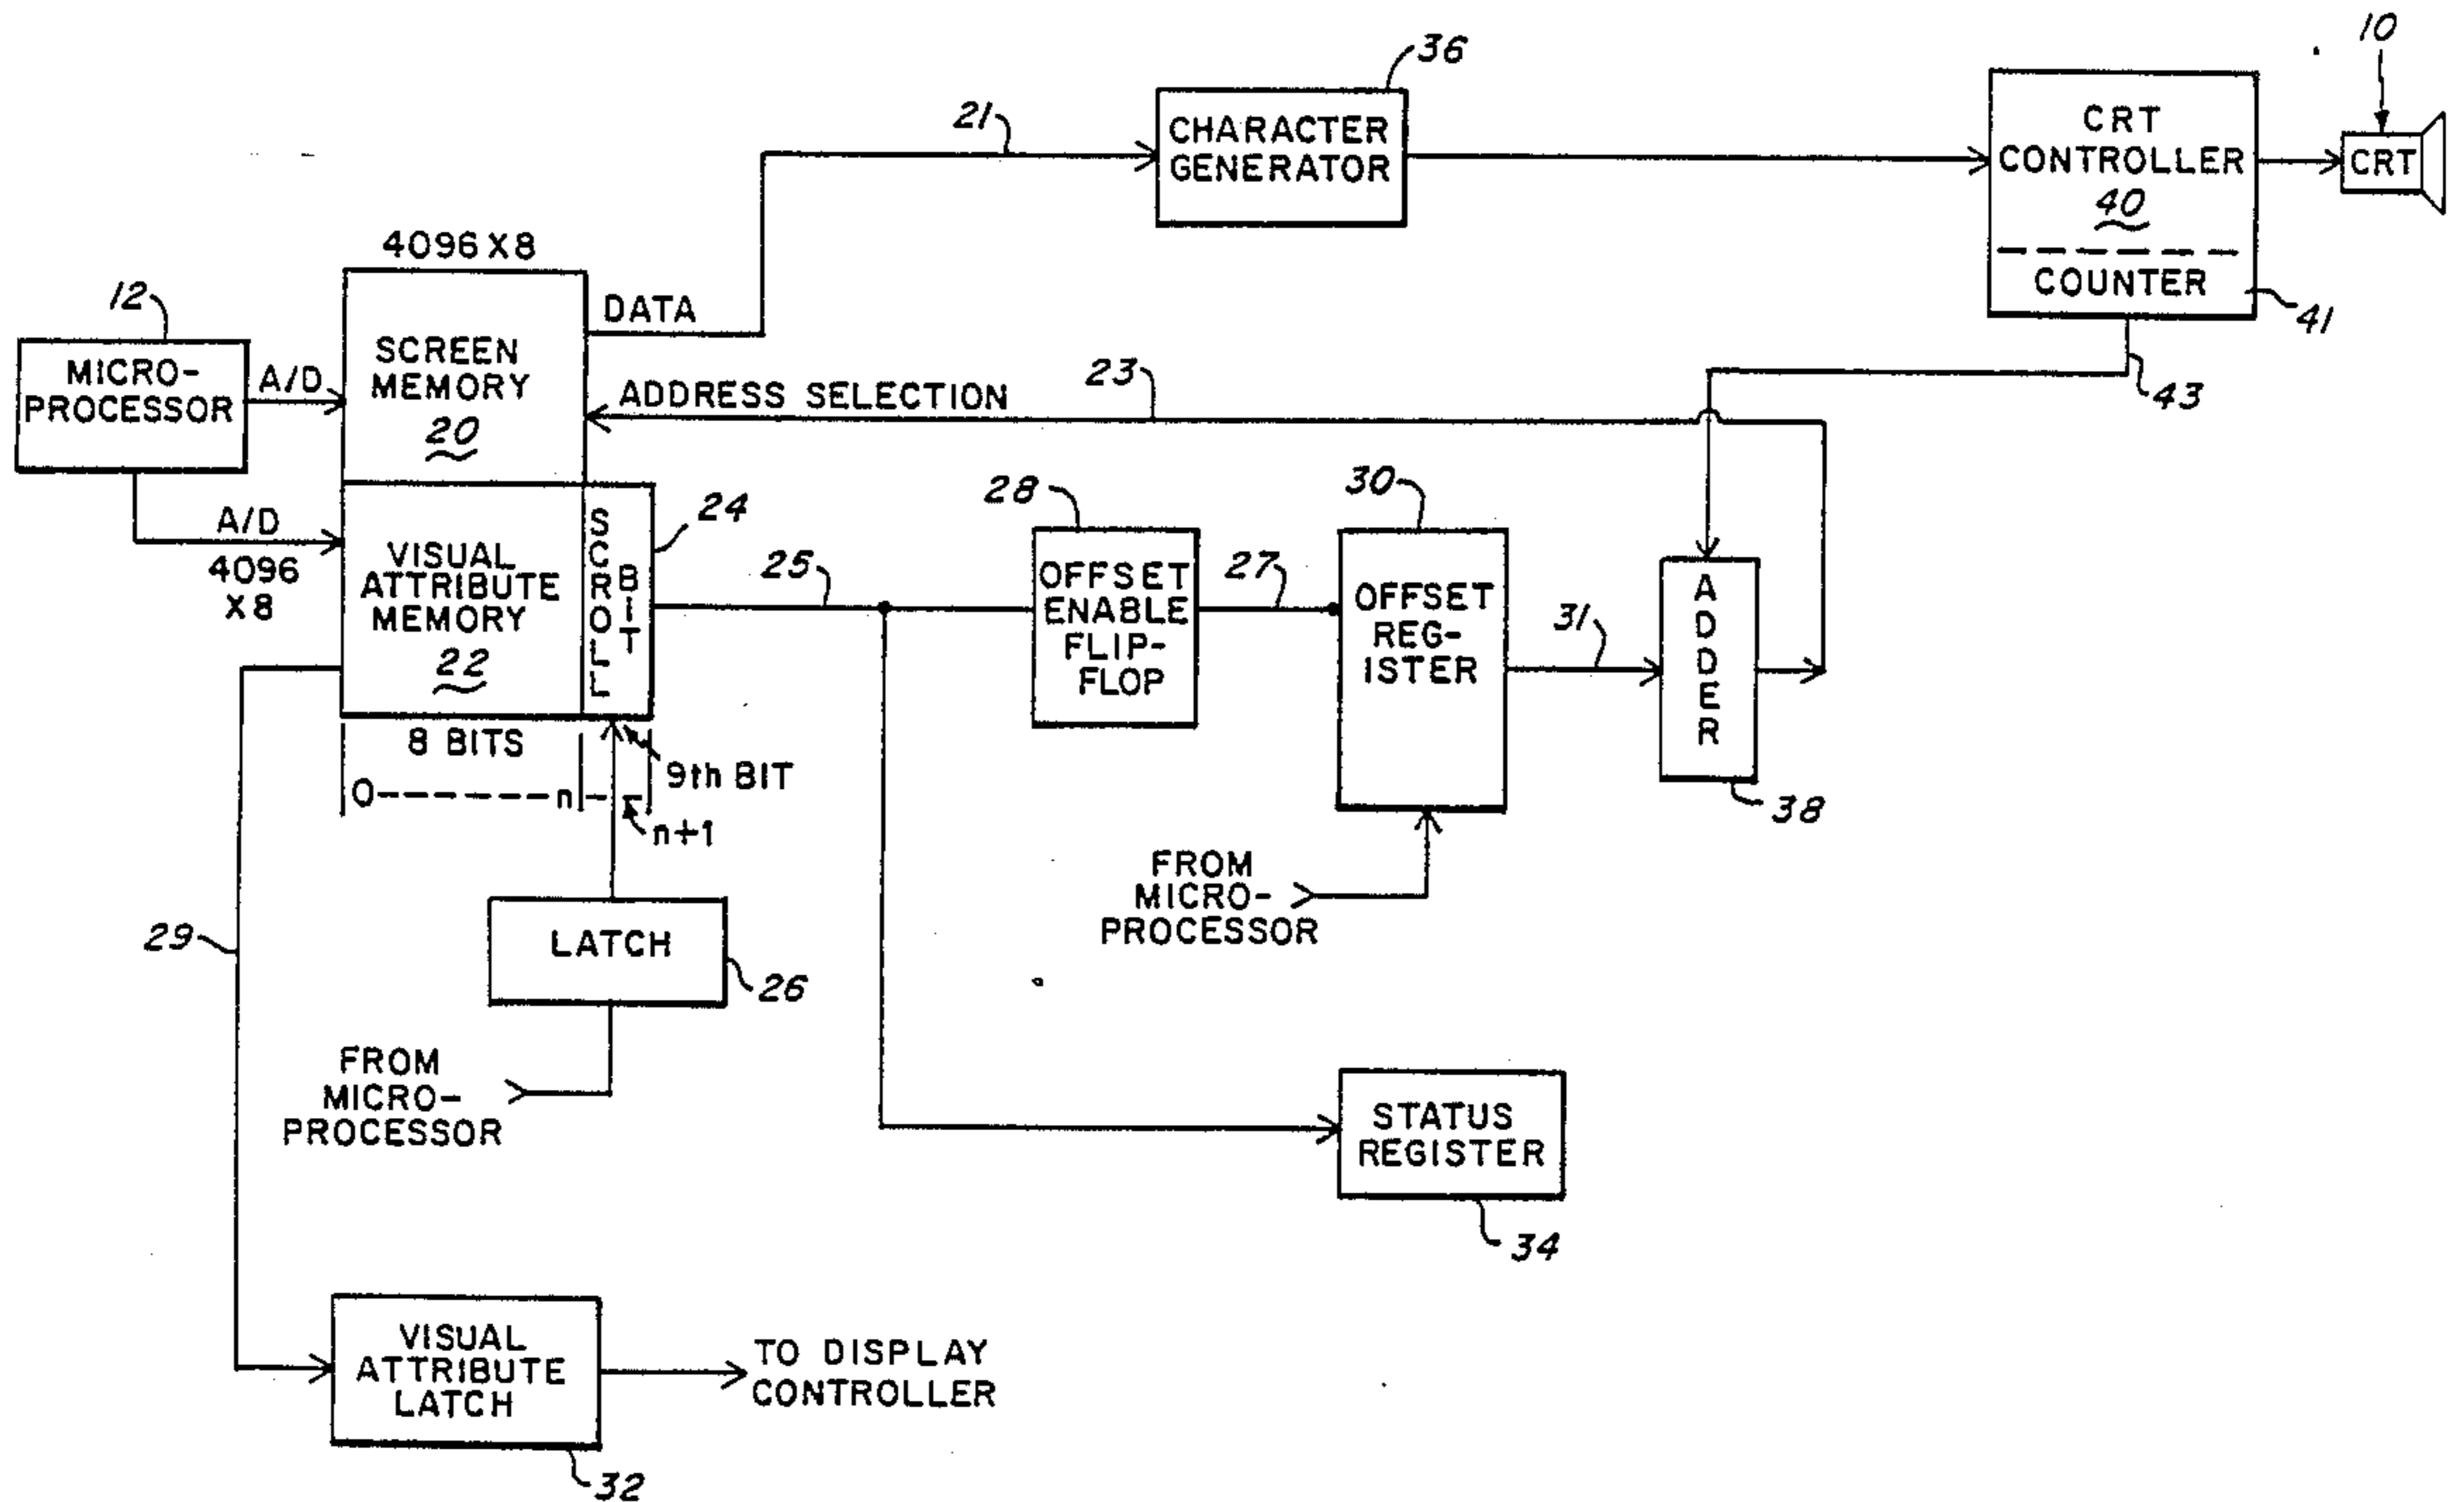 10
36
21
CHARACTER
GENERATOR
CRT
CONTROLLER
40
COUNTER
41
CRT
4096 X 8
12
DATA
MICRO-
PROCESSOR
A/D
SCREEN
MEMORY
20
ADDRESS SELECTION
23
43
A/D
4096
X 8
VISUAL
ATTRIBUTE
MEMORY
22
SCROLL
BIT
24
25
28
OFFSET
ENABLE
FLIP-
FLOP
27
30
OFFSET
REG-
ISTER
31
ADDER
38
8 BITS
9th BIT
0-------n
n+1
FROM
MICRO-
PROCESSOR
29
LATCH
26
FROM
MICRO-
PROCESSOR
STATUS
REGISTER
34
VISUAL
ATTRIBUTE
LATCH
TO DISPLAY
CONTROLLER
32